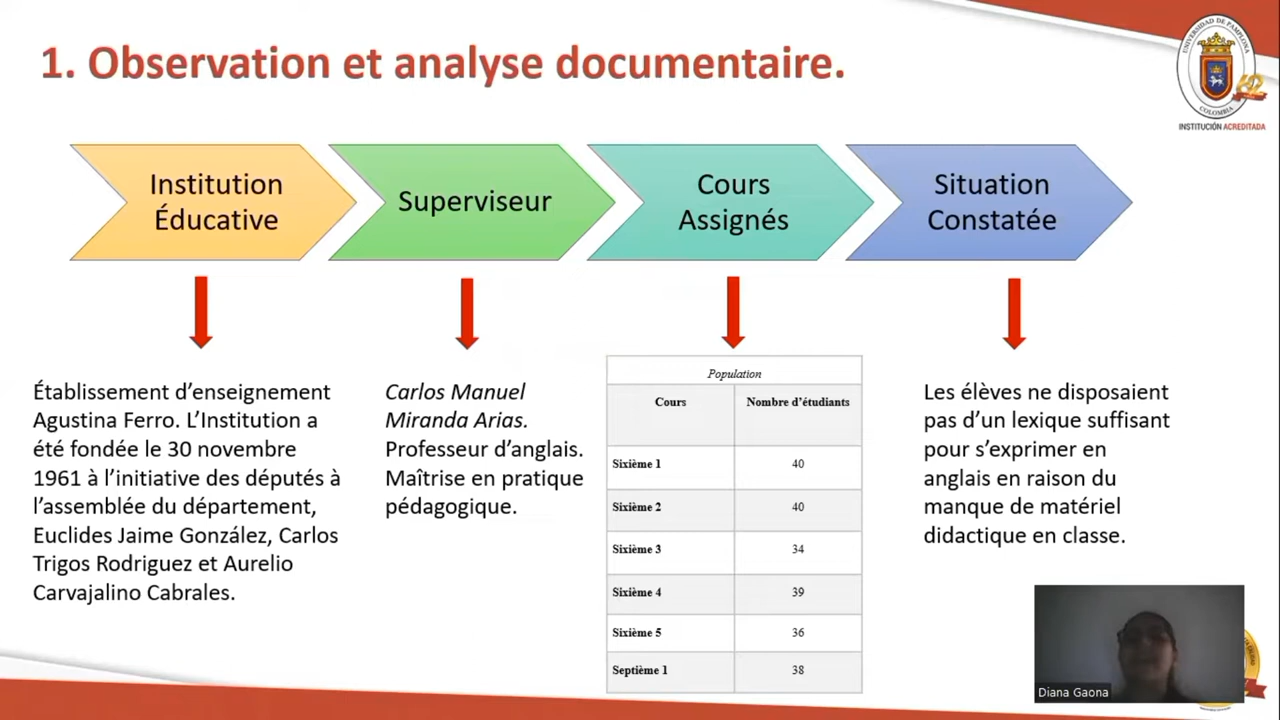 1. Observation et analyse documentaire.
UNIVERSIDAD DE PAMPLONA
COLOMBIA
INSTITUCIÓN ACREDITADA
Institution
Éducative
Superviseur
Cours
Assignés
Situation
Constatée
Établissement d’enseignement
Agustina Ferro. L’Institution a
été fondée le 30 novembre
1961 à l’initiative des députés à
l’assemblée du département,
Euclides Jaime González, Carlos
Trigos Rodriguez et Aurelio
Carvajalino Cabrales.
Carlos Manuel
Miranda Arias.
Professeur d’anglais.
Maîtrise en pratique
pédagogique.
Population
Cours Nombre d’étudiants
Sixième 1 40
Sixième 2 40
Sixième 3 34
Sixième 4 39
Sixième 5 36
Septième 1 38
Les élèves ne disposaient
pas d’un lexique suffisant
pour s’exprimer en
anglais en raison du
manque de matériel
didactique en classe.
Diana Gaona